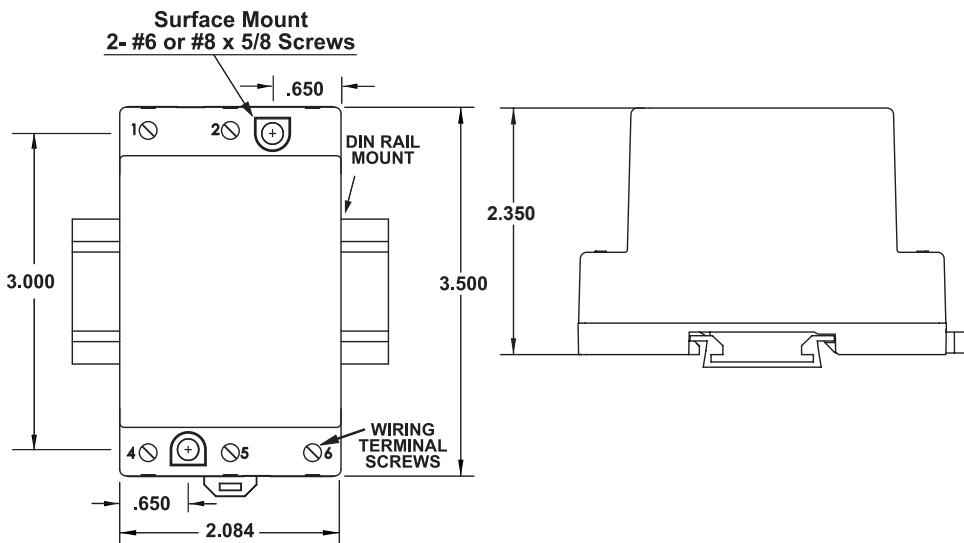 Surface Mount
2- #6 or #8 x 5/8 Screws
.650
1
2
DIN RAIL
MOUNT
3.000
3.500
2.350
4
5
6
WIRING
TERMINAL
SCREWS
.650
2.084